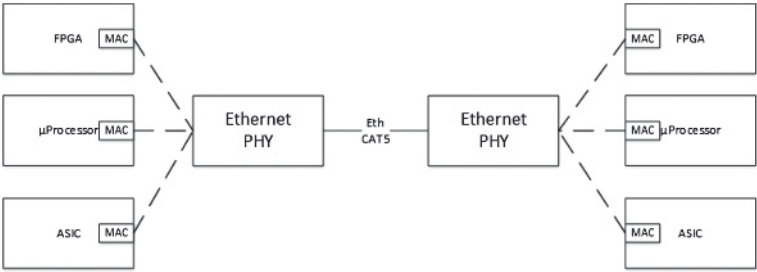 FPGA MAC
MAC FPGA
Ethernet
PHY
Eth
CAT5
Ethernet
PHY
µProcessor MAC
MAC µProcessor
ASIC MAC
MAC ASIC